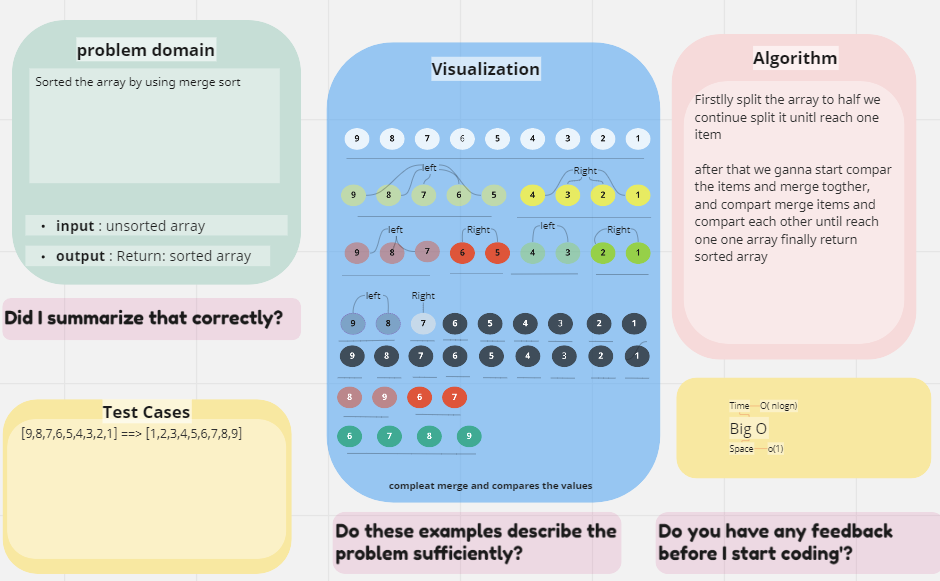 problem domain
Sorted the array by using merge sort
• input : unsorted array
• output : Return: sorted array
Did I summarize that correctly?
Test Cases
[9,8,7,6,5,4,3,2,1] ==> [1,2,3,4,5,6,7,8,9]
Visualization
9 8 7 6 5 4 3 2 1
left Right
9 8 7 6 5 4 3 2 1
left Right left Right
9 8 7 6 5 4 3 2 1
left Right
9 8 7 6 5 4 3 2 1
9 8 7 6 5 4 3 2 1
8 9 6 7
6 7 8 9
compleat merge and compares the values
Do these examples describe the
problem sufficiently?
Algorithm
Firstlly split the array to half we
continue split it unitl reach one
item
after that we ganna start compar
the items and merge togther,
and compart merge items and
compart each other until reach
one one array finally return
sorted array
Time O( nlogn)
Big O
Space o(1)
Do you have any feedback
before I start coding'?